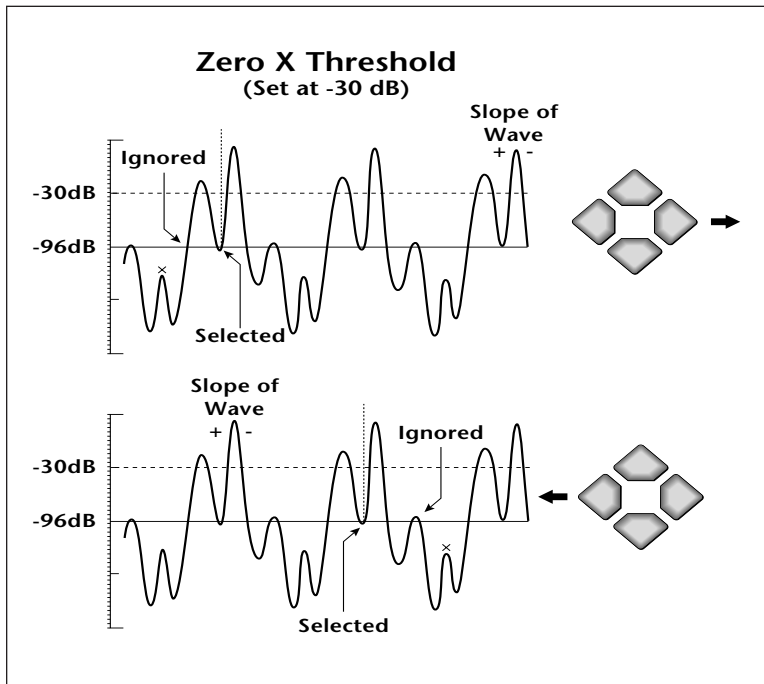 Zero X Threshold
(Set at -30 dB)
Slope of
Wave
+ -
Ignored
-30dB
-96dB
x
Selected
Slope of
Wave
+ -
Ignored
-30dB
-96dB
x
Selected